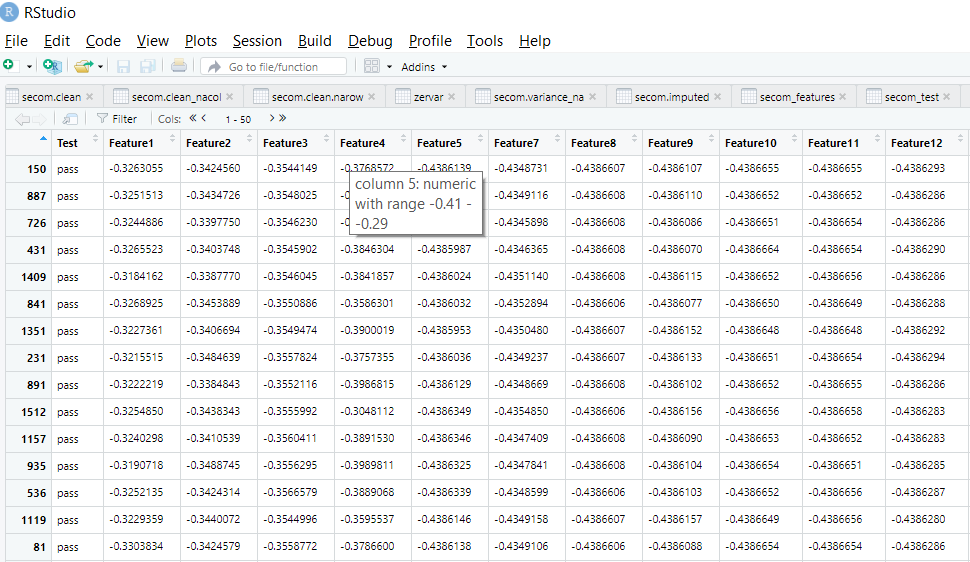 R RStudio
File Edit Code View Plots Session Build Debug Profile Tools Help
Go to file/function Addins
secom.clean secom.clean_nacol secom.clean.narow zervar secom.variance_na secom.imputed secom_features secom_test
Filter Cols: 1 - 50
Test Feature1 Feature2 Feature3 Feature4 Feature5 Feature7 Feature8 Feature9 Feature10 Feature11 Feature12
150 pass -0.3263055 -0.3424560 -0.3544149 -0.3768572 -0.4386139 -0.4348731 -0.4386607 -0.4386107 -0.4386655 -0.4386655 -0.4386293
column 5: numeric
with range -0.41 -
-0.29
887 pass -0.3251513 -0.3434726 -0.3548025 -0.4349116 -0.4386608 -0.4386110 -0.4386652 -0.4386652 -0.4386286
726 pass -0.3244886 -0.3397750 -0.3546230 -0.4345898 -0.4386608 -0.4386086 -0.4386651 -0.4386654 -0.4386286
431 pass -0.3265523 -0.3403748 -0.3545902 -0.3846304 -0.4385987 -0.4346365 -0.4386608 -0.4386070 -0.4386664 -0.4386654 -0.4386290
1409 pass -0.3184162 -0.3387770 -0.3546045 -0.3841857 -0.4386024 -0.4351140 -0.4386608 -0.4386115 -0.4386652 -0.4386656 -0.4386286
841 pass -0.3268925 -0.3453889 -0.3550886 -0.3586301 -0.4386032 -0.4352894 -0.4386606 -0.4386077 -0.4386650 -0.4386649 -0.4386288
1351 pass -0.3227361 -0.3406694 -0.3549474 -0.3900019 -0.4385953 -0.4350480 -0.4386607 -0.4386152 -0.4386648 -0.4386648 -0.4386292
231 pass -0.3215515 -0.3484639 -0.3557824 -0.3757355 -0.4386036 -0.4349237 -0.4386607 -0.4386133 -0.4386651 -0.4386654 -0.4386294
891 pass -0.3222219 -0.3384843 -0.3552116 -0.3986815 -0.4386129 -0.4348669 -0.4386608 -0.4386102 -0.4386652 -0.4386655 -0.4386286
1512 pass -0.3254850 -0.3438343 -0.3555992 -0.3048112 -0.4386349 -0.4354850 -0.4386606 -0.4386156 -0.4386656 -0.4386658 -0.4386283
1157 pass -0.3240298 -0.3410539 -0.3560411 -0.3891530 -0.4386346 -0.4347409 -0.4386608 -0.4386090 -0.4386653 -0.4386652 -0.4386283
935 pass -0.3190718 -0.3488745 -0.3556295 -0.3989811 -0.4386325 -0.4347841 -0.4386608 -0.4386104 -0.4386654 -0.4386651 -0.4386285
536 pass -0.3252135 -0.3424314 -0.3566579 -0.3889068 -0.4386339 -0.4348599 -0.4386606 -0.4386103 -0.4386652 -0.4386656 -0.4386287
1119 pass -0.3229359 -0.3440072 -0.3544996 -0.3595537 -0.4386146 -0.4349158 -0.4386607 -0.4386157 -0.4386649 -0.4386656 -0.4386280
81 pass -0.3303834 -0.3424579 -0.3558772 -0.3786600 -0.4386138 -0.4349106 -0.4386606 -0.4386088 -0.4386654 -0.4386654 -0.4386286